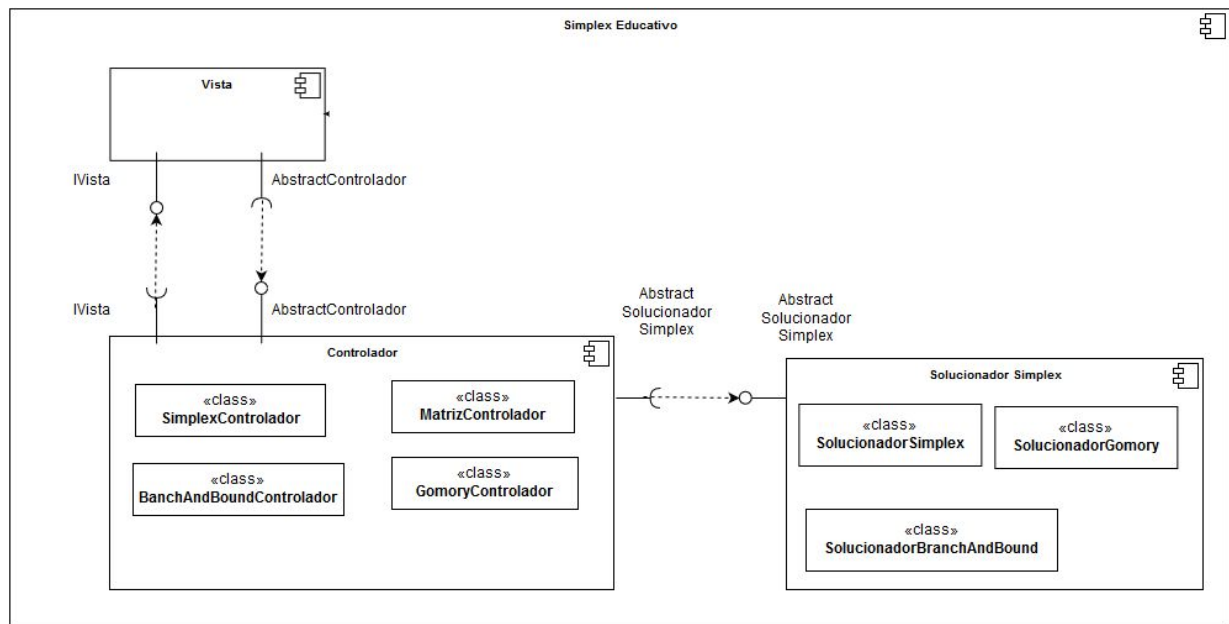 Simplex Educativo
Vista
IVista
AbstractControlador
IVista
AbstractControlador
Abstract
Solucionador
Simplex
Abstract
Solucionador
Simplex
Controlador
«class»
SimplexControlador
«class»
MatrizControlador
«class»
BanchAndBoundControlador
«class»
GomoryControlador
Solucionador Simplex
«class»
SolucionadorSimplex
«class»
SolucionadorGomory
«class»
SolucionadorBranchAndBound